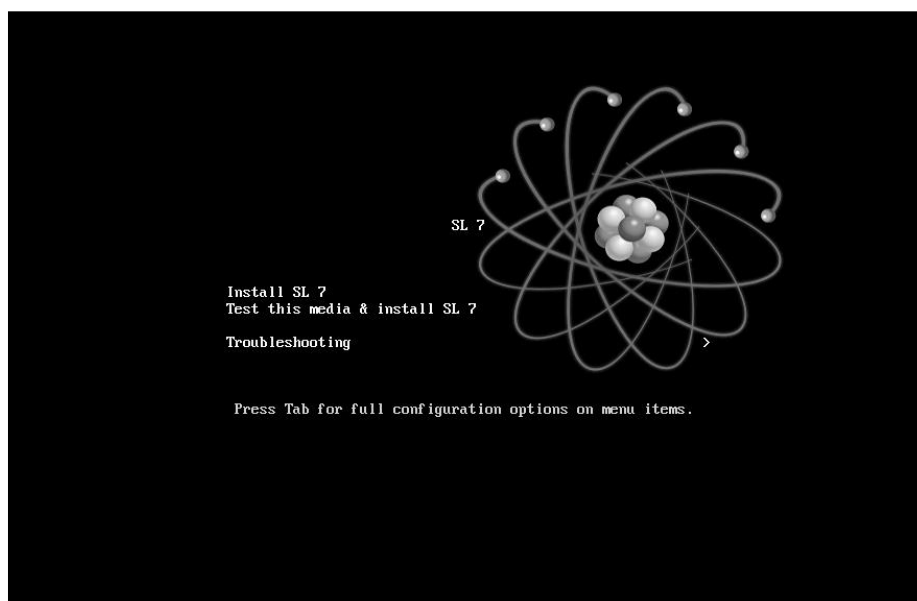 SL 7
Install SL 7
Test this media & install SL 7
Troubleshooting >
Press Tab for full configuration options on menu items.